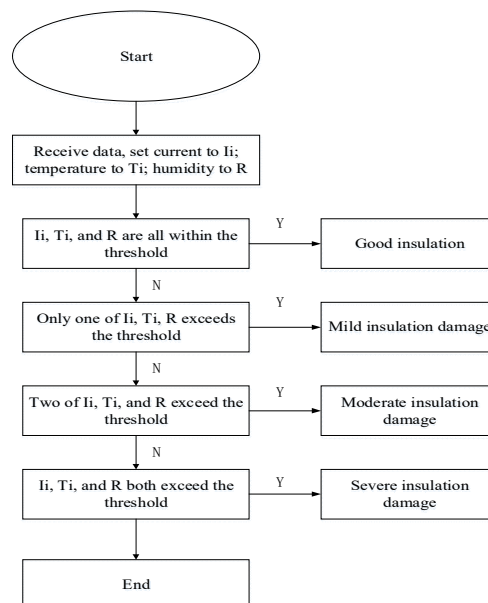 Start
Receive data, set current to Ii;
temperature to Ti; humidity to R
Ii, Ti, and R are all within the
threshold
Y
Good insulation
N
Only one of Ii, Ti, R exceeds
the threshold
Y
Mild insulation damage
N
Two of Ii, Ti, and R exceed the
threshold
Y
Moderate insulation
damage
N
Ii, Ti, and R both exceed the
threshold
Y
Severe insulation
damage
End